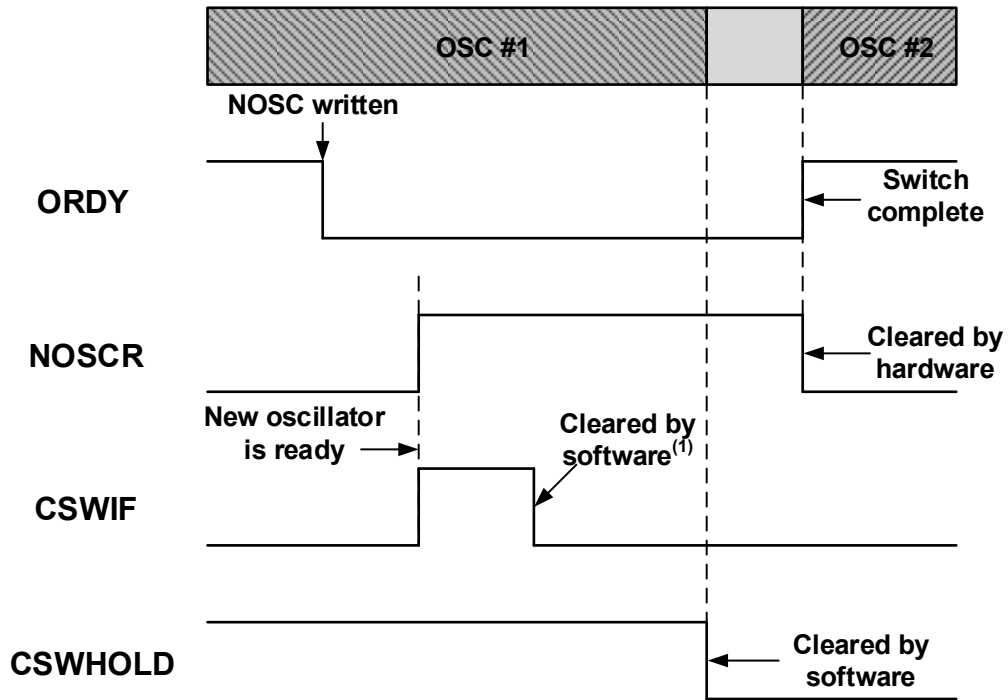 OSC #1
OSC #2
NOSC written
ORDY
Switch
complete
NOSCR
Cleared by
hardware
New oscillator
is ready
Cleared by
software(1)
CSWIF
CSWHOLD
Cleared by
software